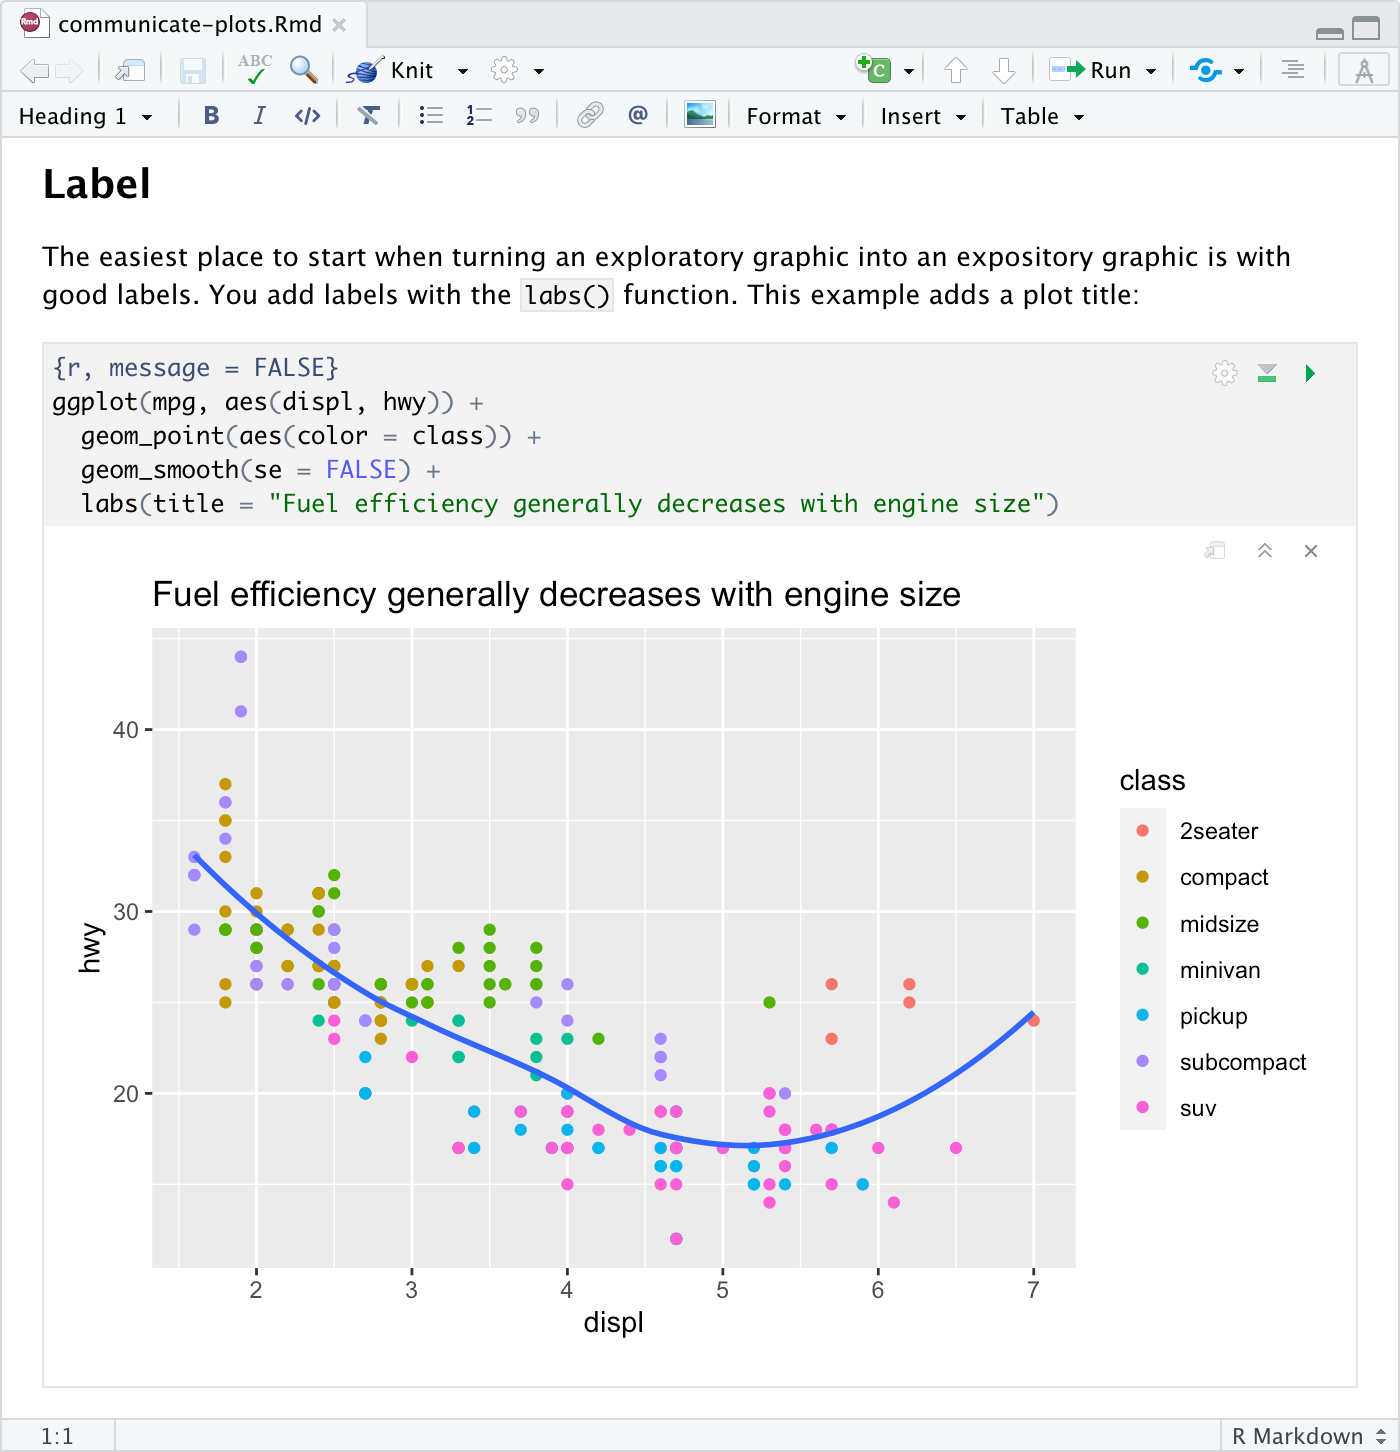 Rmd communicate-plots.Rmd
ABC Knit C Run
Heading 1 B I </> 1 2 @ Format Insert Table
Label
The easiest place to start when turning an exploratory graphic into an expository graphic is with
good labels. You add labels with the labs() function. This example adds a plot title:
{r, message = FALSE}
ggplot(mpg, aes(displ, hwy)) +
  geom_point(aes(color = class)) +
  geom_smooth(se = FALSE) +
  labs(title = "Fuel efficiency generally decreases with engine size")
Fuel efficiency generally decreases with engine size
40
30
20
hwy
2 3 4 5 6 7
displ
class
2seater
compact
midsize
minivan
pickup
subcompact
suv
1:1 R Markdown